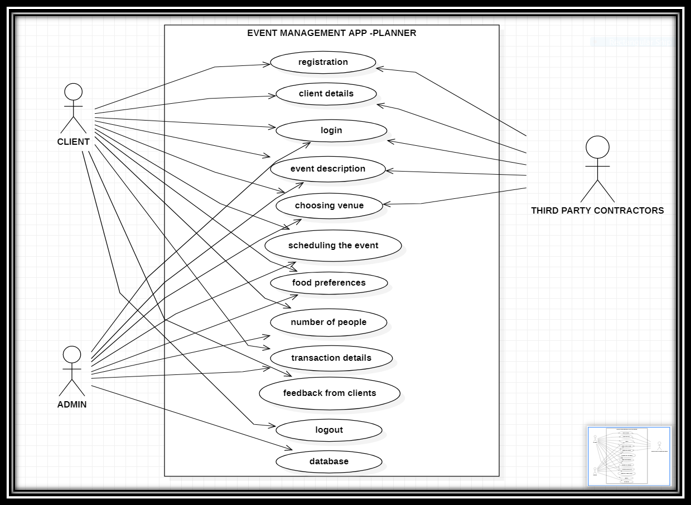 EVENT MANAGEMENT APP -PLANNER
registration
client details
login
CLIENT
event description
choosing venue
THIRD PARTY CONTRACTORS
scheduling the event
food preferences
number of people
transaction details
feedback from clients
ADMIN
logout
database